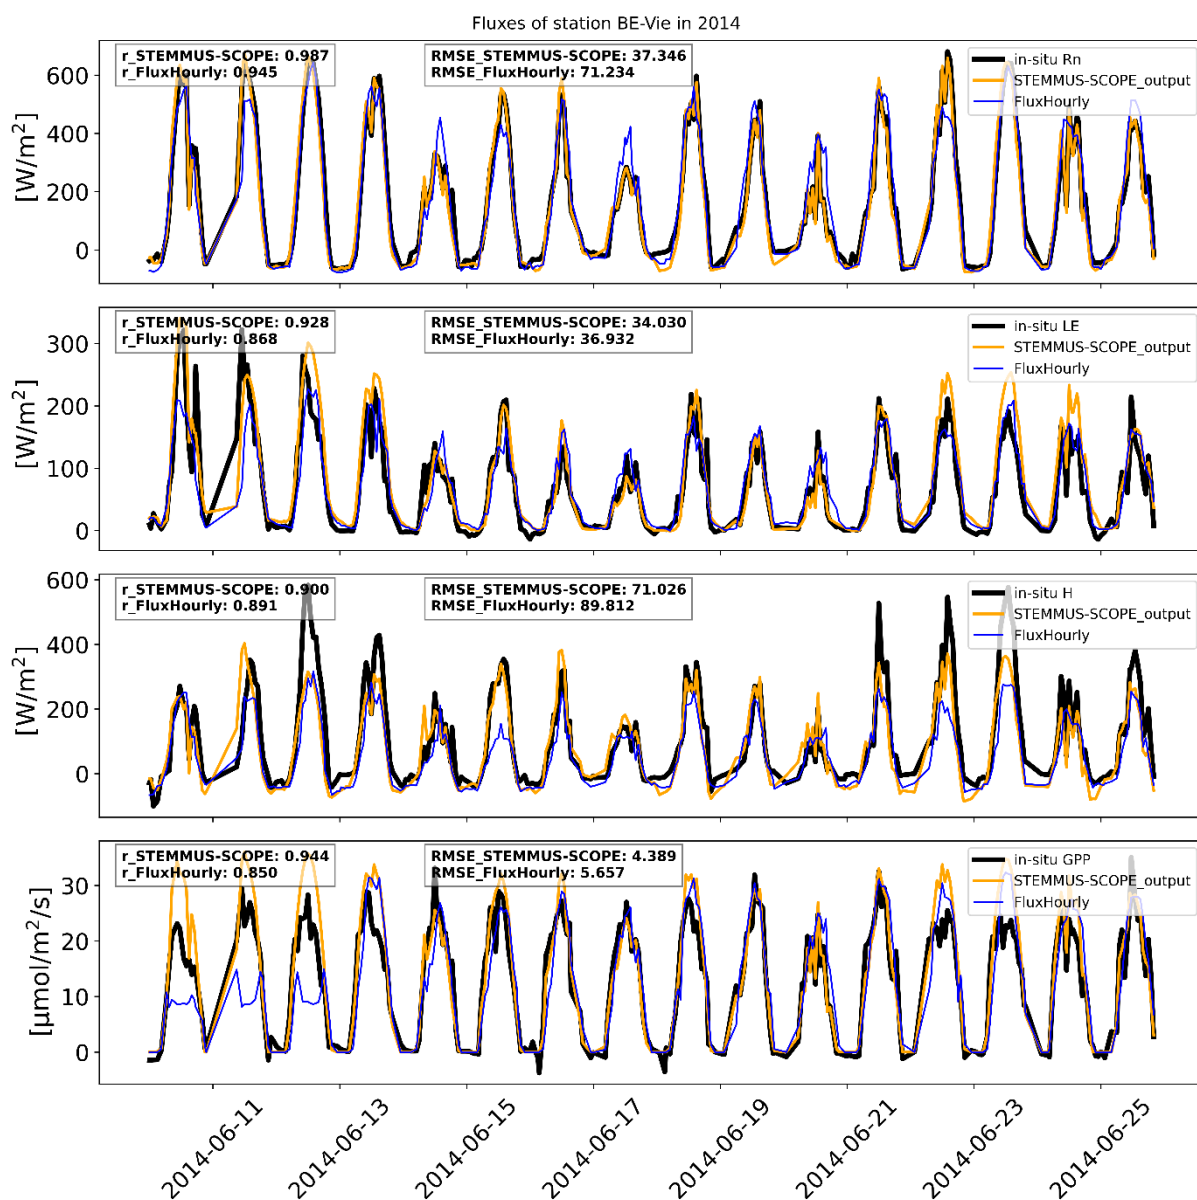 Fluxes of station BE-Vie in 2014
r_STEMMUS-SCOPE: 0.987
r_FluxHourly: 0.945
RMSE_STEMMUS-SCOPE: 37.346
RMSE_FluxHourly: 71.234
in-situ Rn
STEMMUS-SCOPE_output
FluxHourly
[W/m²]
600
400
200
0
r_STEMMUS-SCOPE: 0.928
r_FluxHourly: 0.868
RMSE_STEMMUS-SCOPE: 34.030
RMSE_FluxHourly: 36.932
in-situ LE
STEMMUS-SCOPE_output
FluxHourly
[W/m²]
300
200
100
0
r_STEMMUS-SCOPE: 0.900
r_FluxHourly: 0.891
RMSE_STEMMUS-SCOPE: 71.026
RMSE_FluxHourly: 89.812
in-situ H
STEMMUS-SCOPE_output
FluxHourly
[W/m²]
600
400
200
0
r_STEMMUS-SCOPE: 0.944
r_FluxHourly: 0.850
RMSE_STEMMUS-SCOPE: 4.389
RMSE_FluxHourly: 5.657
in-situ GPP
STEMMUS-SCOPE_output
FluxHourly
[μmol/m²/s]
30
20
10
0
2014-06-11
2014-06-13
2014-06-15
2014-06-17
2014-06-19
2014-06-21
2014-06-23
2014-06-25